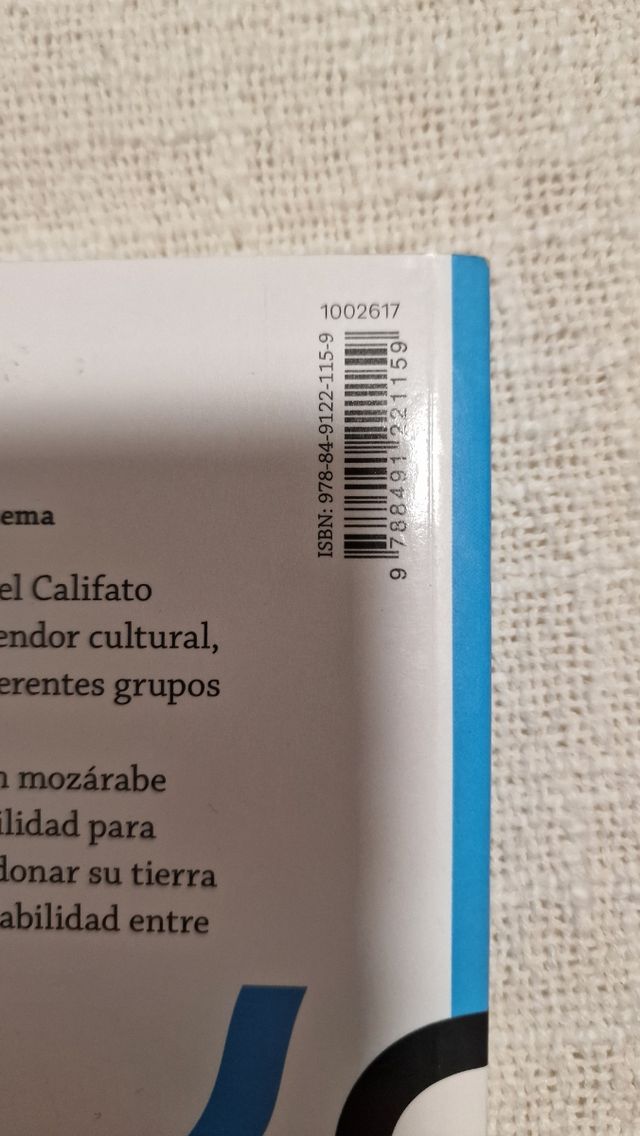 1002617
ISBN: 978-84-9122-115-9
9 788491 221159
ema
el Califato
endor cultural,
erentes grupos
mozárabe
ilidad para
donar su tierra
abilidad entre